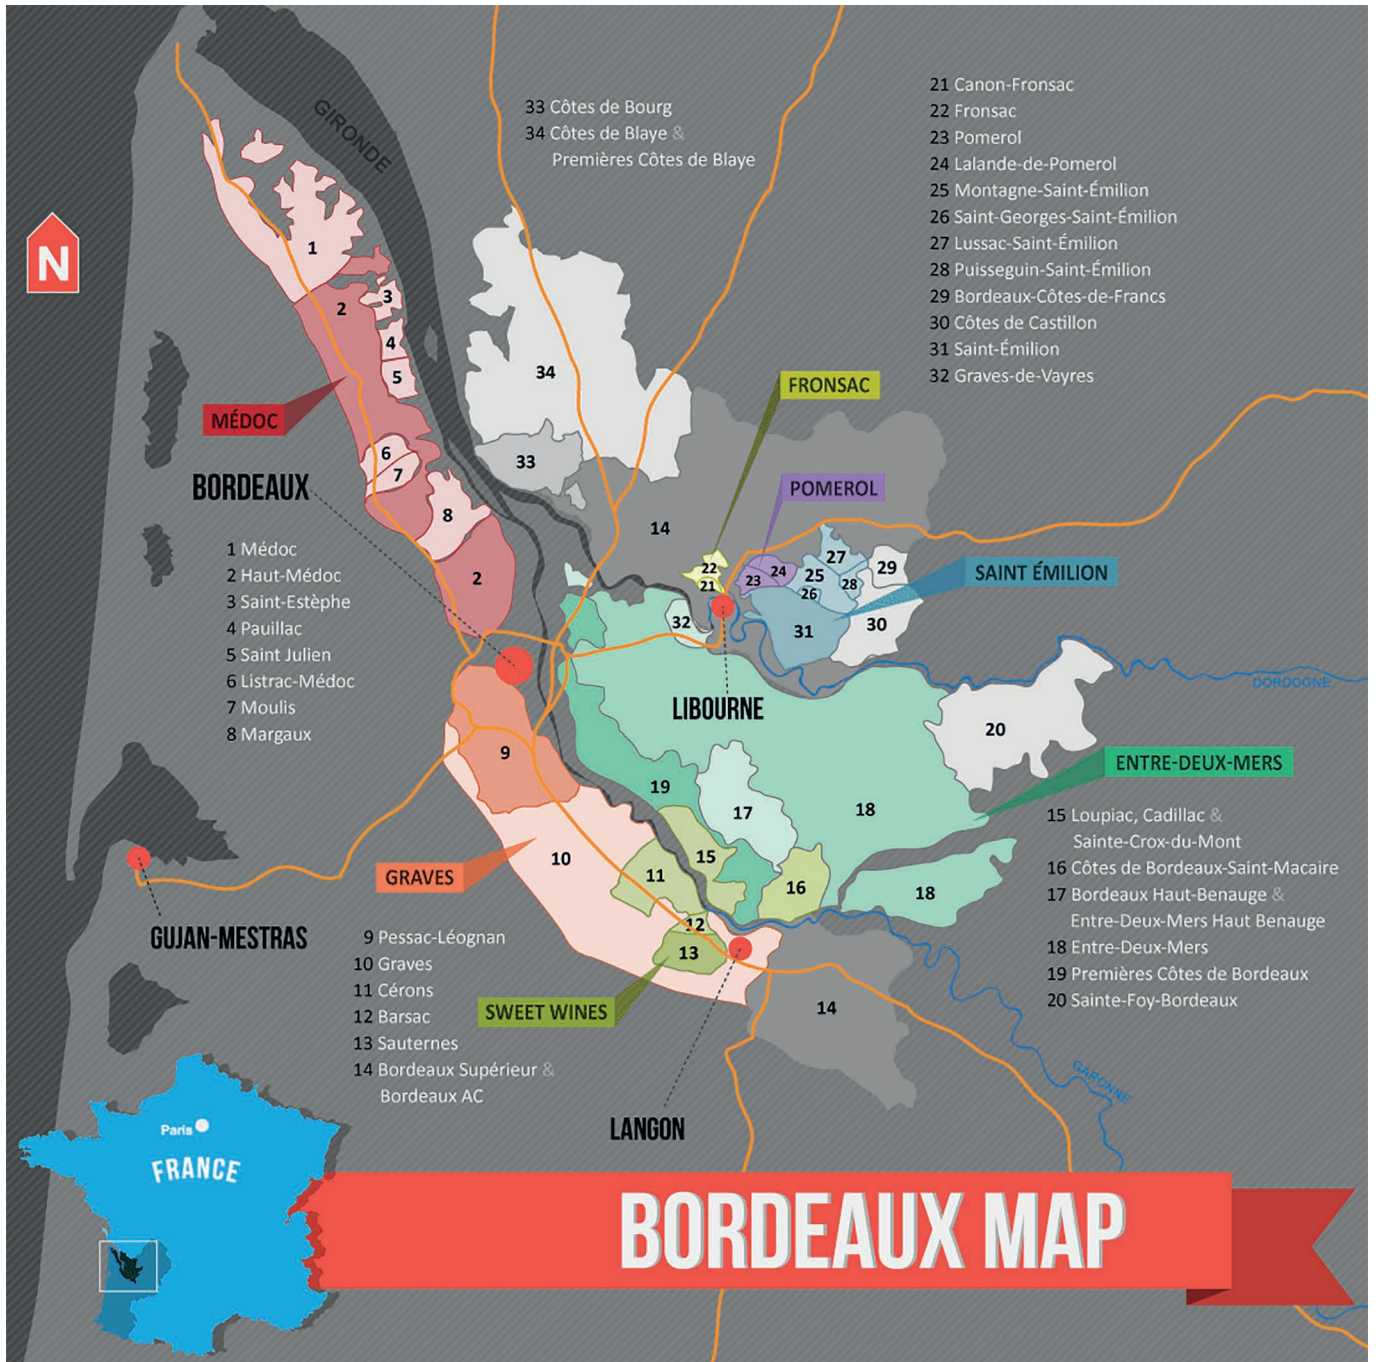 GIRONDE
33 Côtes de Bourg
34 Côtes de Blaye &
Premières Côtes de Blaye
21 Canon-Fronsac
22 Fronsac
23 Pomerol
24 Lalande-de-Pomerol
25 Montagne-Saint-Émilion
26 Saint-Georges-Saint-Émilion
27 Lussac-Saint-Émilion
28 Puisseguin-Saint-Émilion
29 Bordeaux-Côtes-de-Francs
30 Côtes de Castillon
31 Saint-Émilion
32 Graves-de-Vayres
N
1
2
3
4
5
34
FRONSAC
MÉDOC
6
7
33
BORDEAUX
POMEROL
8
14
1 Médoc
2 Haut-Médoc
3 Saint-Estèphe
4 Pauillac
5 Saint Julien
6 Listrac-Médoc
7 Moulis
8 Margaux
2
22
21
23
24
25
26
27
28
29
SAINT ÉMILION
32
31
30
DORDOGNE
LIBOURNE
20
9
ENTRE-DEUX-MERS
19
17
18
15 Loupiac, Cadillac &
Sainte-Crox-du-Mont
16 Côtes de Bordeaux-Saint-Macaire
17 Bordeaux Haut-Benauge &
Entre-Deux-Mers Haut Benauge
18 Entre-Deux-Mers
19 Premières Côtes de Bordeaux
20 Sainte-Foy-Bordeaux
10
15
11
16
18
GRAVES
12
13
GUJAN-MESTRAS
9 Pessac-Léognan
10 Graves
11 Cérons
12 Barsac
13 Sauternes
14 Bordeaux Supérieur &
Bordeaux AC
SWEET WINES
14
GARONNE
LANGON
Paris
FRANCE
BORDEAUX MAP